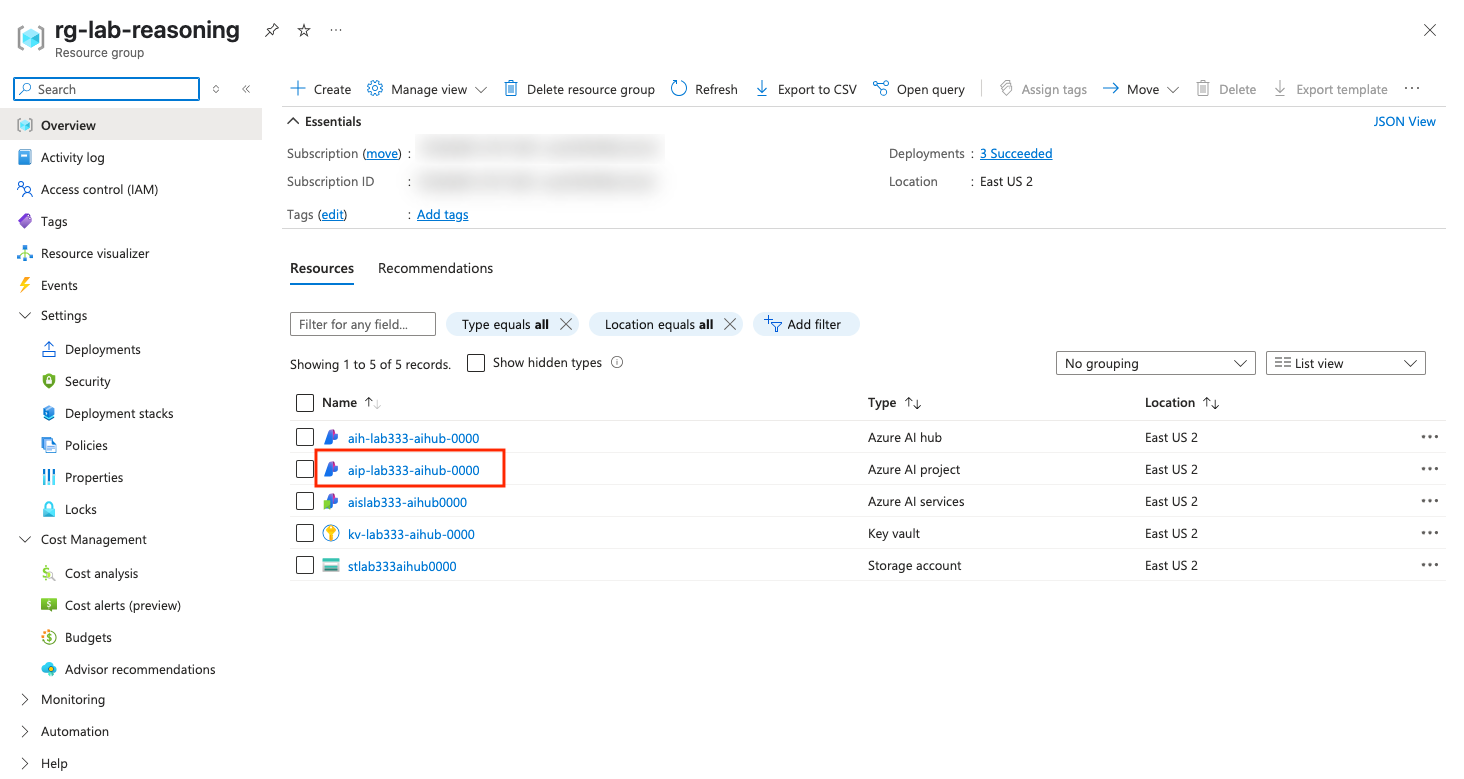 rg-lab-reasoning
Resource group
Search
Overview
Activity log
Access control (IAM)
Tags
Resource visualizer
Events
Settings
Deployments
Security
Deployment stacks
Policies
Properties
Locks
Cost Management
Cost analysis
Cost alerts (preview)
Budgets
Advisor recommendations
Monitoring
Automation
Help
Create Manage view Delete resource group Refresh Export to CSV Open query Assign tags Move Delete Export template
Essentials JSON View
Subscription (move) : Deployments : 3 Succeeded
Subscription ID : Location : East US 2
Tags (edit) : Add tags
Resources Recommendations
Filter for any field... Type equals all Location equals all Add filter
Showing 1 to 5 of 5 records. Show hidden types No grouping List view
Name Type Location
aih-lab333-aihub-0000 Azure AI hub East US 2
aip-lab333-aihub-0000 Azure AI project East US 2
aislab333-aihub0000 Azure AI services East US 2
kv-lab333-aihub-0000 Key vault East US 2
stlab333aihub0000 Storage account East US 2